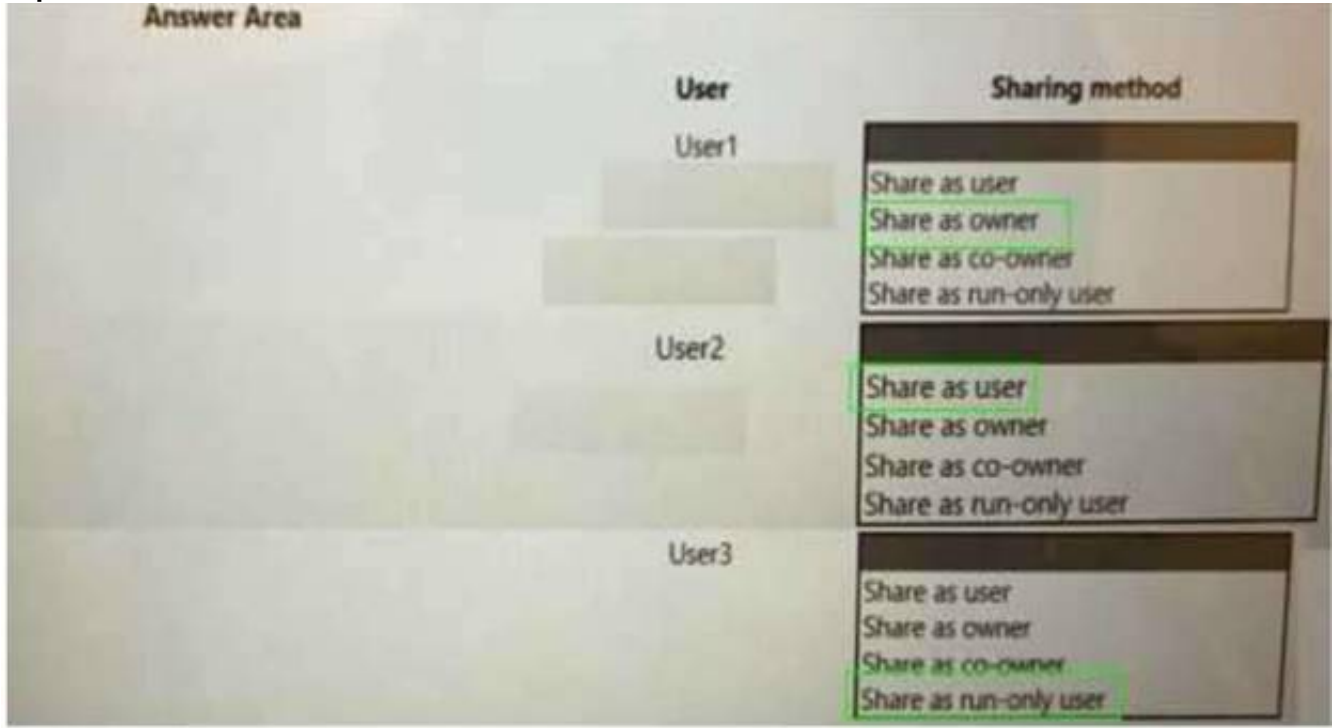 Answer Area
User Sharing method
User1
Share as user
Share as owner
Share as co-owner
Share as run-only user
User2
Share as user
Share as owner
Share as co-owner
Share as run-only user
User3
Share as user
Share as owner
Share as co-owner
Share as run-only user